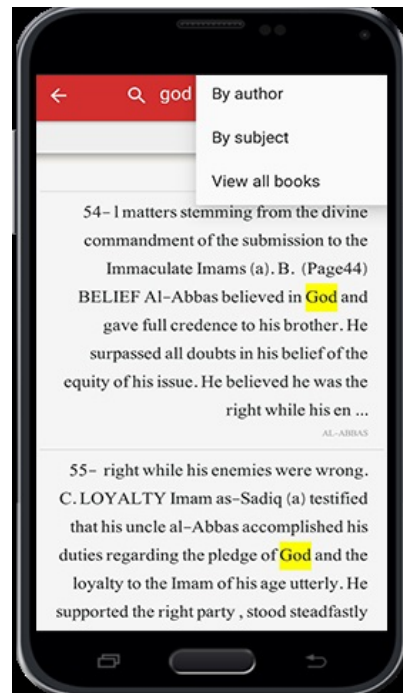 god
By author
By subject
View all books
54- l matters stemming from the divine
commandment of the submission to the
Immaculate Imams (a). B. (Page44)
BELIEF Al-Abbas believed in God and
gave full credence to his brother. He
surpassed all doubts in his belief of the
equity of his issue. He believed he was the
right while his en ...
AL-ABBAS
55- right while his enemies were wrong.
C. LOYALTY Imam as-Sadiq (a) testified
that his uncle al-Abbas accomplished his
duties regarding the pledge of God and the
loyalty to the Imam of his age utterly. He
supported the right party , stood steadfastly